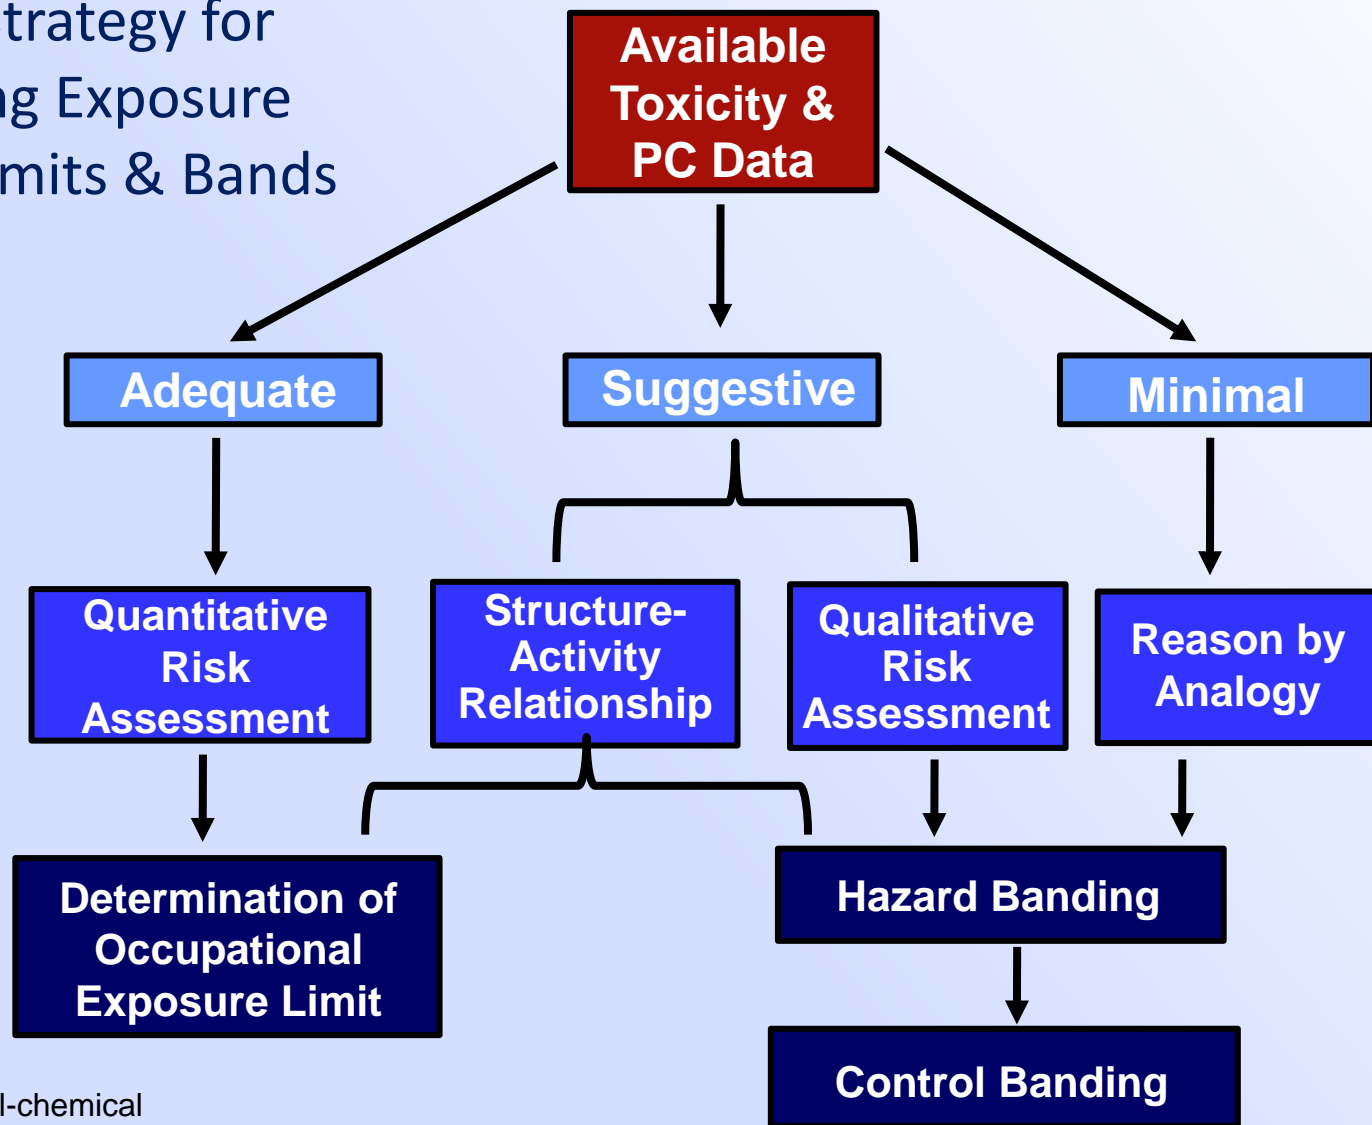 trategy for
ng Exposure
mits & Bands
Available
Toxicity &
PC Data
Adequate
Suggestive
Minimal
Quantitative
Risk
Assessment
Structure-
Activity
Relationship
Qualitative
Risk
Assessment
Reason by
Analogy
Determination of
Occupational
Exposure Limit
Hazard Banding
Control Banding
l-chemical